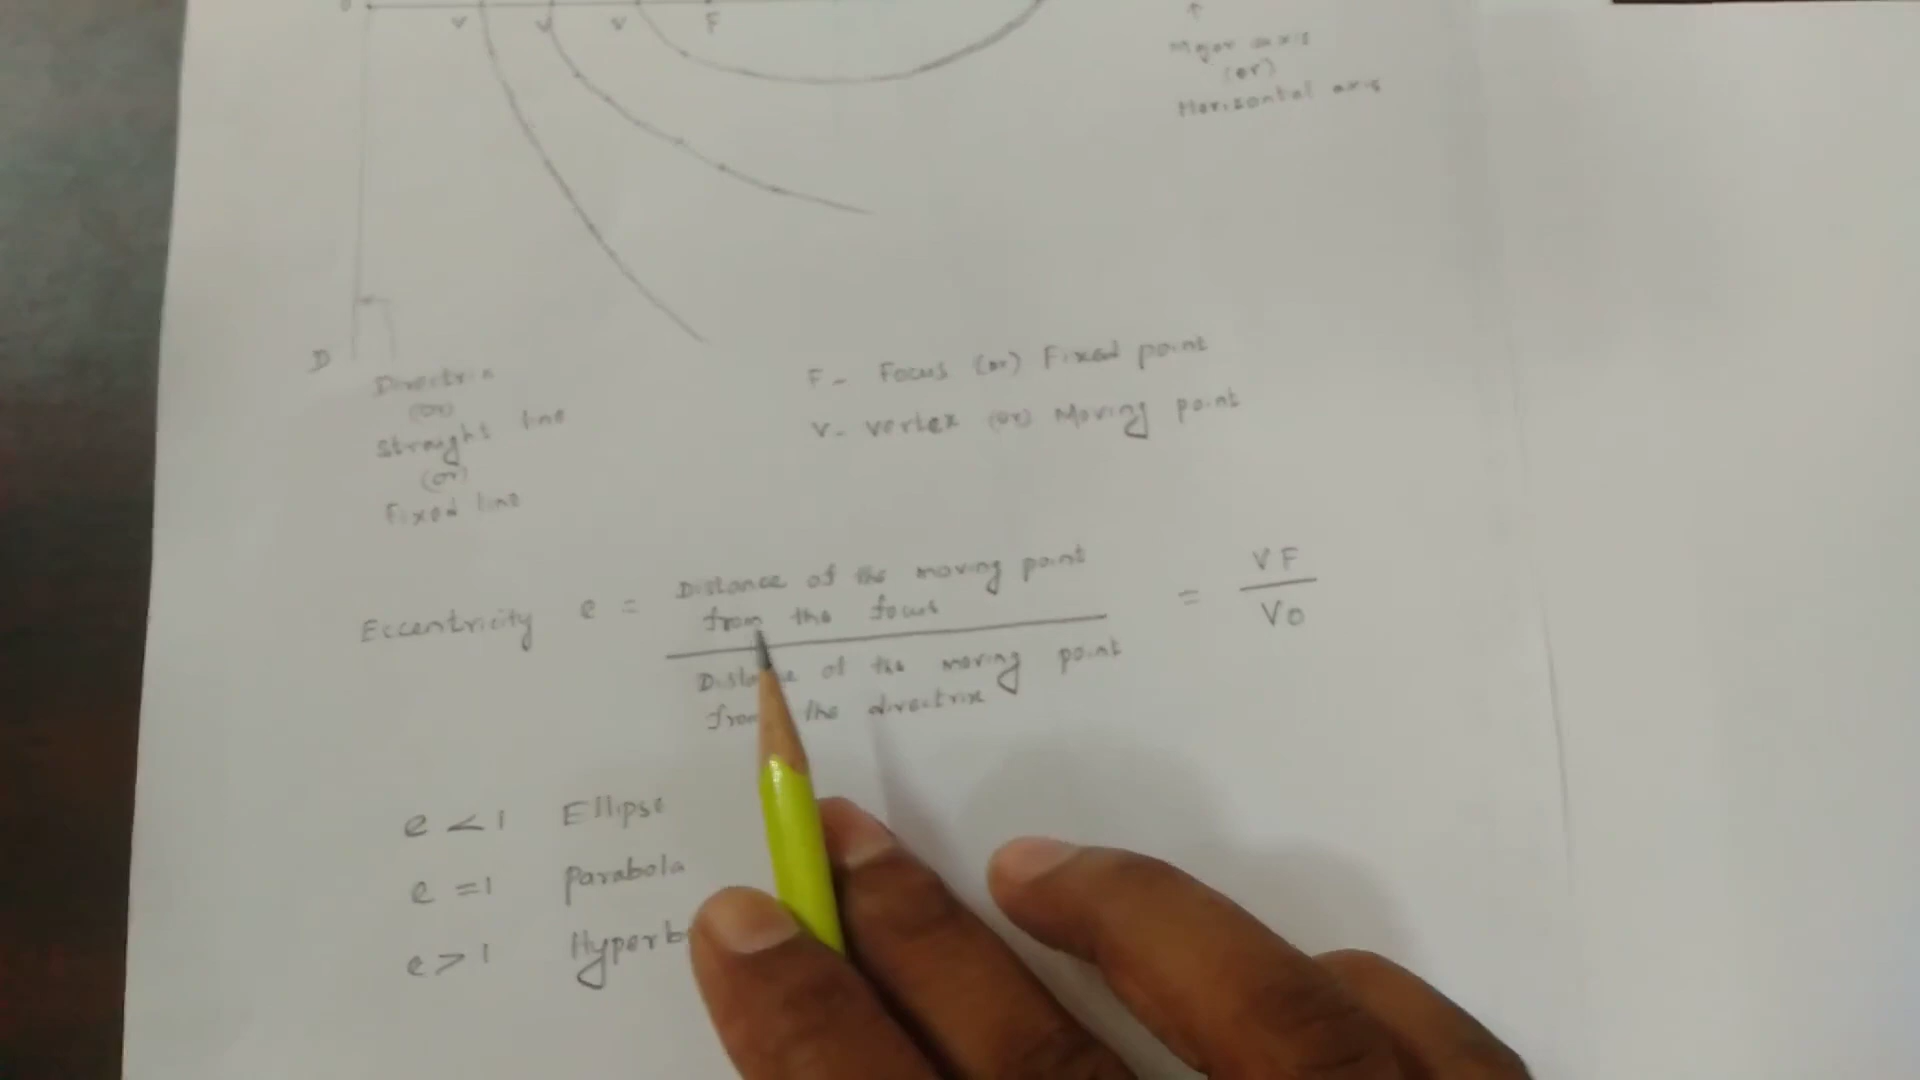 O V V V F
Mjor axis
(or)
Horizontal axis
D
Directrix
(or)
Straight line
(or)
Fixed line
F - Focus (or) Fixed point
V - Vertex (or) Moving point
Eccentricity e = Distance of the moving point
from the focus
Distance of the moving point
from the directrix
= VF
VO
e < 1 Ellipse
e = 1 Parabola
e > 1 Hyperb